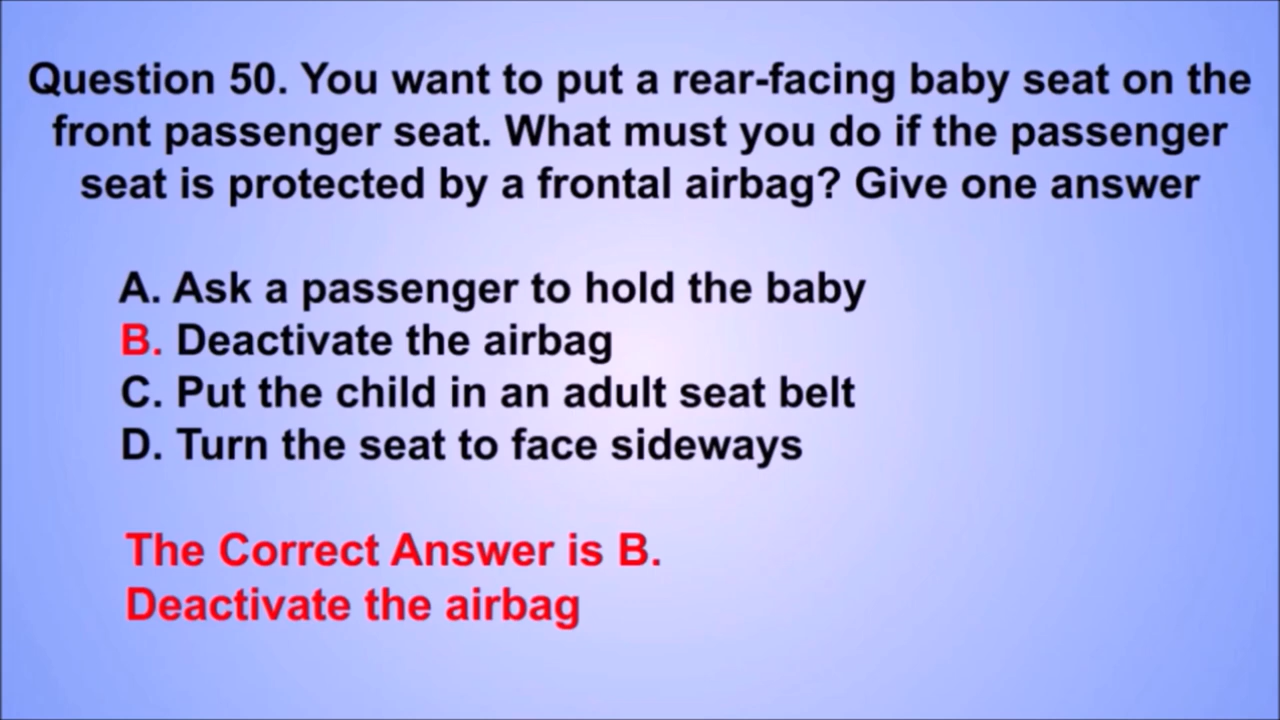 Question 50. You want to put a rear-facing baby seat on the
front passenger seat. What must you do if the passenger
seat is protected by a frontal airbag? Give one answer
A. Ask a passenger to hold the baby
B. Deactivate the airbag
C. Put the child in an adult seat belt
D. Turn the seat to face sideways
The Correct Answer is B.
Deactivate the airbag